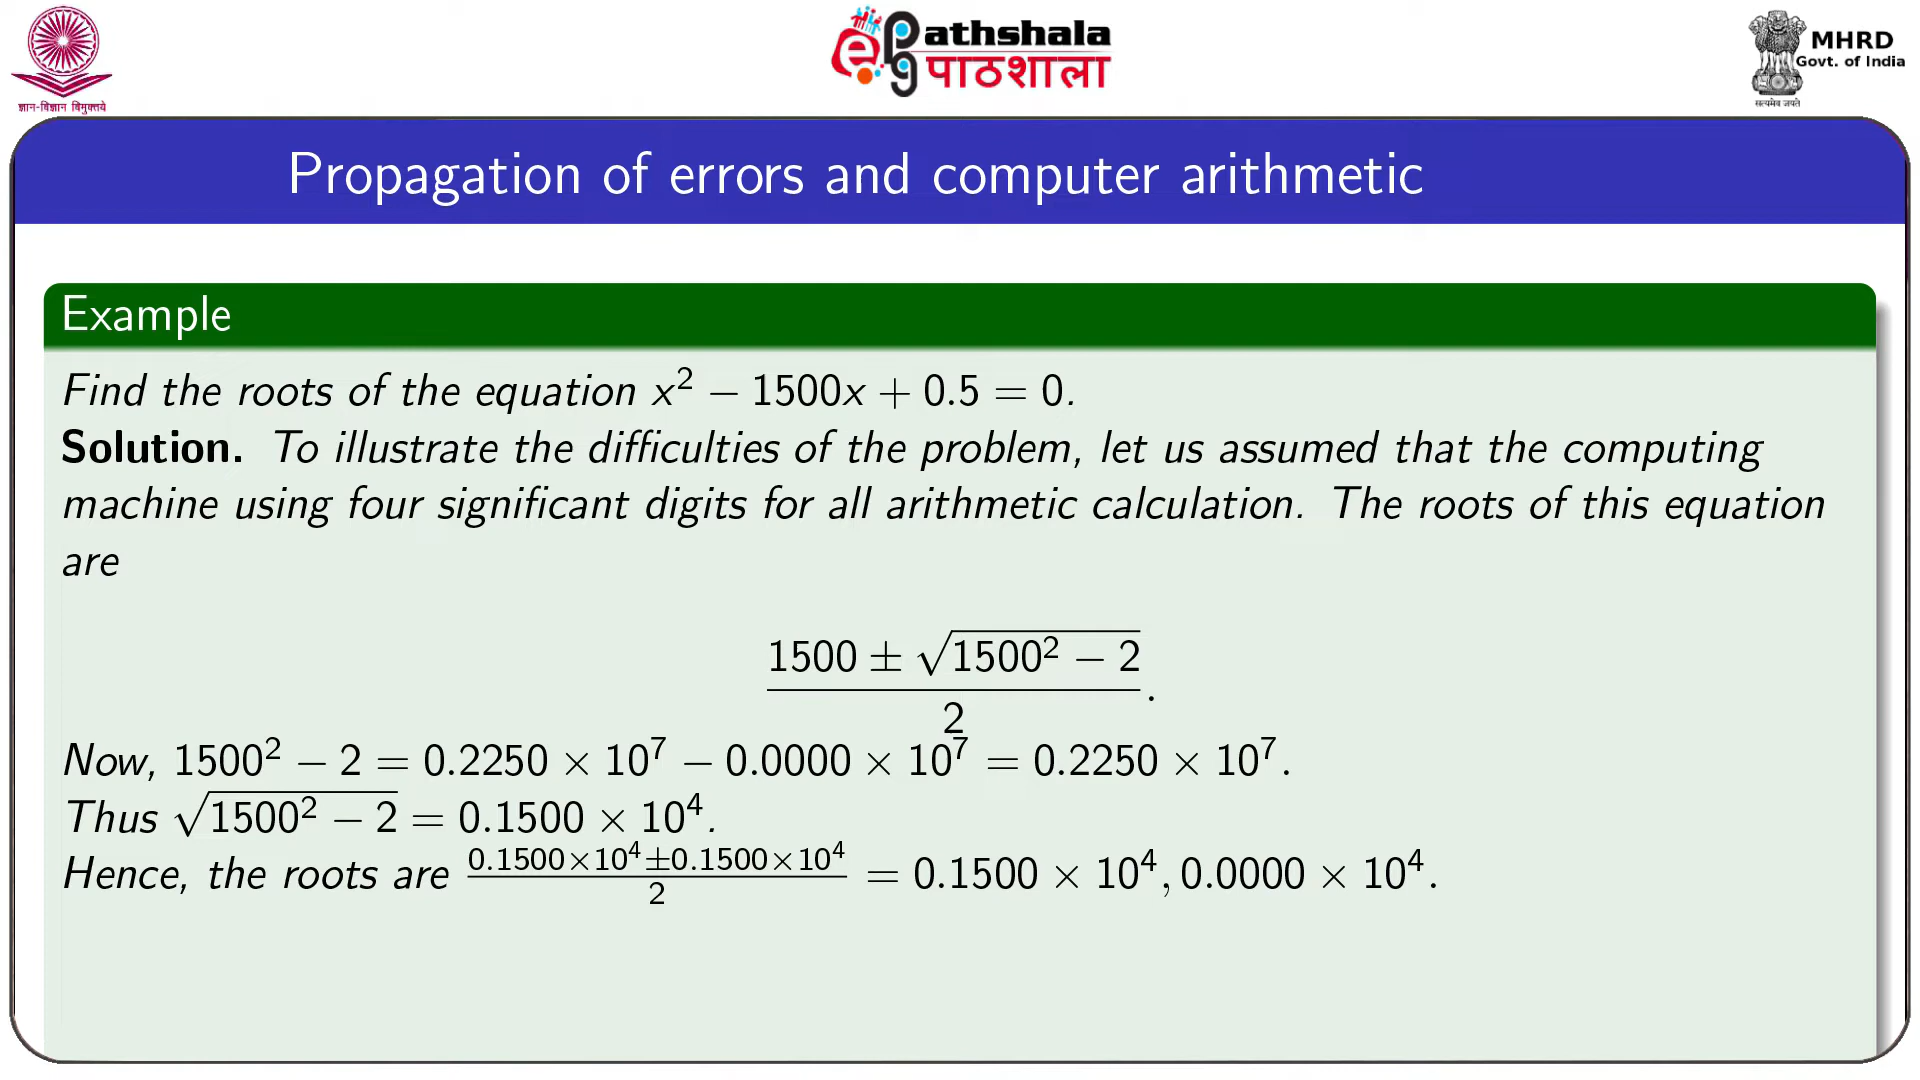 ज्ञान-विज्ञान विमुक्तये
ePGathshala
पाठशाला
MHRD
Govt. of India
सत्यमेव जयते
Propagation of errors and computer arithmetic
Example
Find the roots of the equation x² − 1500x + 0.5 = 0.
Solution. To illustrate the difficulties of the problem, let us assumed that the computing
machine using four significant digits for all arithmetic calculation. The roots of this equation
are
(1500 ± √(1500² − 2)) / 2.
Now, 1500² − 2 = 0.2250 × 10⁷ − 0.0000 × 10⁷ = 0.2250 × 10⁷.
Thus √(1500² − 2) = 0.1500 × 10⁴.
Hence, the roots are (0.1500×10⁴±0.1500×10⁴) / 2 = 0.1500 × 10⁴, 0.0000 × 10⁴.